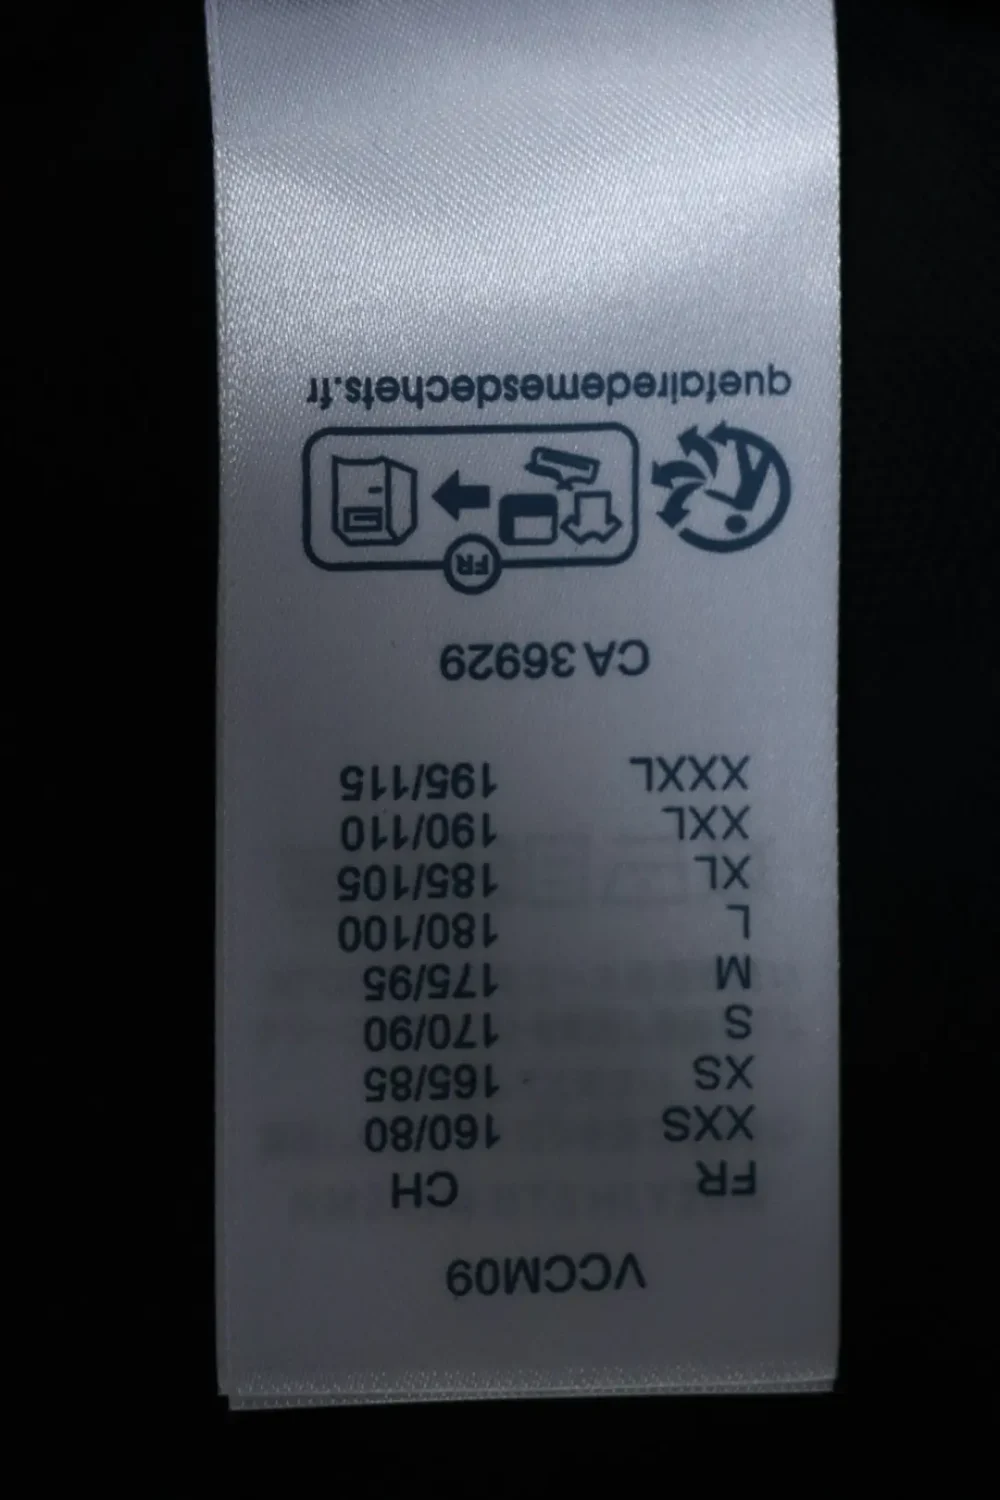 VCCM09
FR CH
XXS 160/80
XS 165/85
S 170/90
M 175/95
L 180/100
XL 185/105
XXL 190/110
XXXL 195/115
CA 36929
FR
quefairedemesdechets.fr